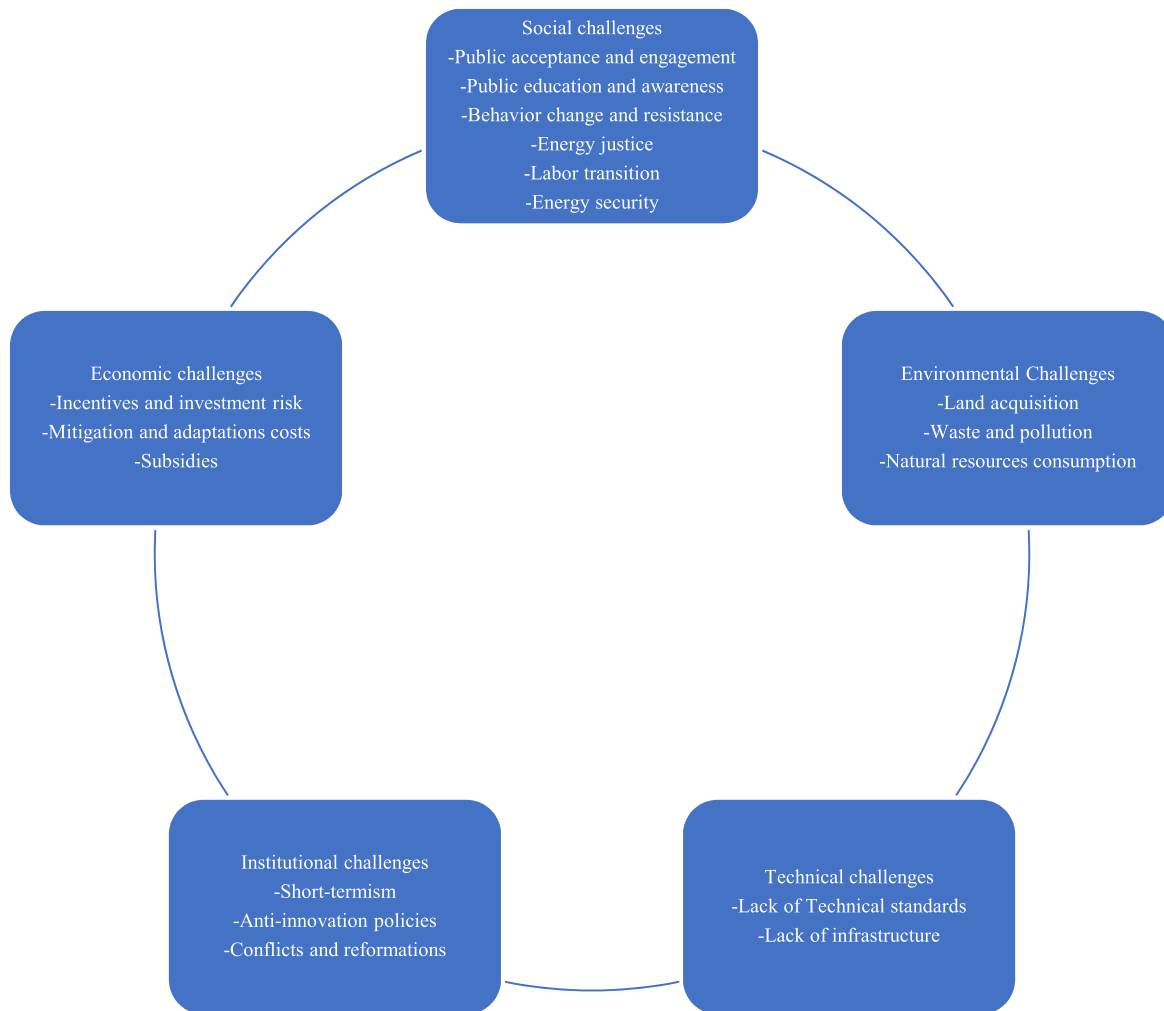 Social challenges
-Public acceptance and engagement
-Public education and awareness
-Behavior change and resistance
-Energy justice
-Labor transition
-Energy security
Economic challenges
-Incentives and investment risk
-Mitigation and adaptations costs
-Subsidies
Environmental Challenges
-Land acquisition
-Waste and pollution
-Natural resources consumption
Institutional challenges
-Short-termism
-Anti-innovation policies
-Conflicts and reformations
Technical challenges
-Lack of Technical standards
-Lack of infrastructure